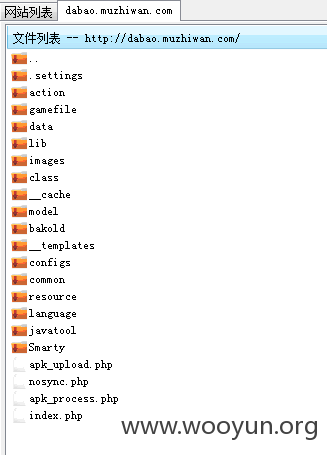 网站列表 dabao.muzhiwan.com
文件列表 -- http://dabao.muzhiwan.com/
..
.settings
action
gamefile
data
lib
images
class
__cache
model
bakold
__templates
configs
common
resource
language
javatool
Smarty
apk_upload.php
nosync.php
apk_process.php
index.php
www.wooyun.org